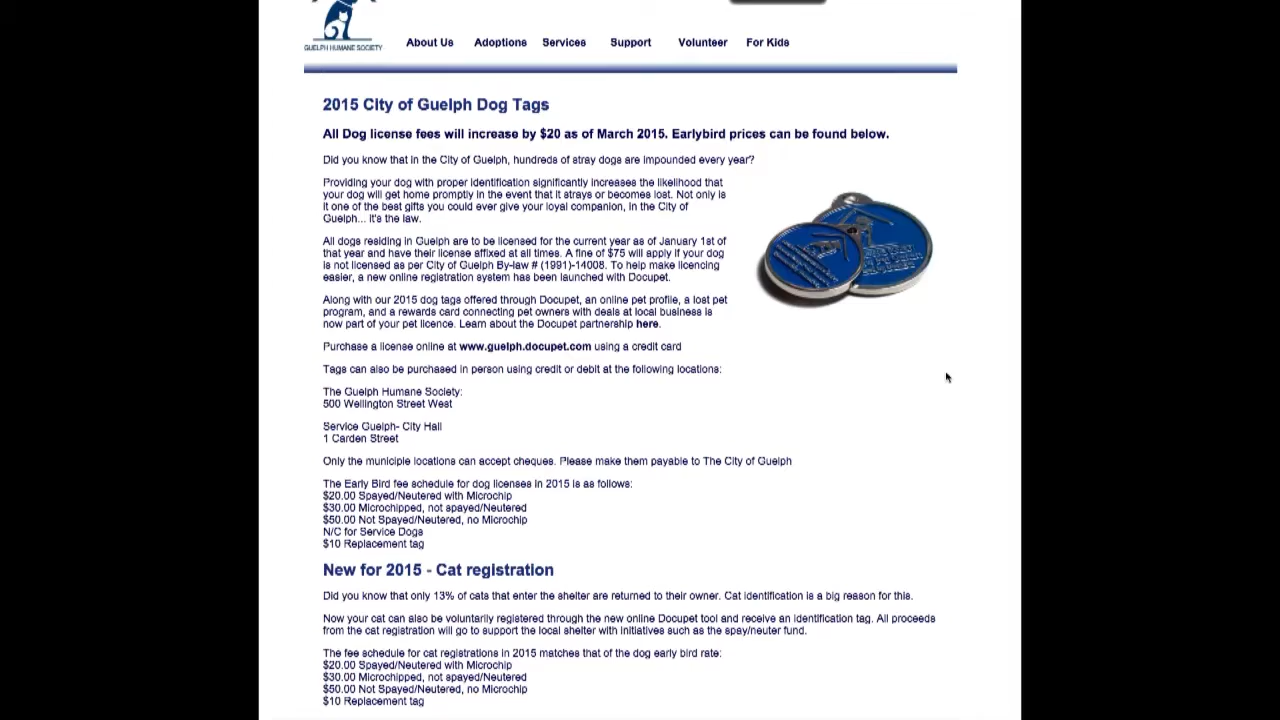 GUELPH HUMANE SOCIETY
About Us Adoptions Services Support Volunteer For Kids
2015 City of Guelph Dog Tags
All Dog license fees will increase by $20 as of March 2015. Earlybird prices can be found below.
Did you know that in the City of Guelph, hundreds of stray dogs are impounded every year?
Providing your dog with proper identification significantly increases the likelihood that
your dog will get home promptly in the event that it strays or becomes lost. Not only is
it one of the best gifts you could ever give your loyal companion, in the City of
Guelph... it's the law.
All dogs residing in Guelph are to be licensed for the current year as of January 1st of
that year and have their license affixed at all times. A fine of $75 will apply if your dog
is not licensed as per City of Guelph By-law # (1991)-14008. To help make licencing
easier, a new online registration system has been launched with Docupet.
Along with our 2015 dog tags offered through Docupet, an online pet profile, a lost pet
program, and a rewards card connecting pet owners with deals at local business is
now part of your pet licence. Learn about the Docupet partnership here.
Purchase a license online at www.guelph.docupet.com using a credit card
Tags can also be purchased in person using credit or debit at the following locations:
The Guelph Humane Society:
500 Wellington Street West
Service Guelph- City Hall
1 Carden Street
Only the municiple locations can accept cheques. Please make them payable to The City of Guelph
The Early Bird fee schedule for dog licenses in 2015 is as follows:
$20.00 Spayed/Neutered with Microchip
$30.00 Microchipped, not spayed/Neutered
$50.00 Not Spayed/Neutered, no Microchip
N/C for Service Dogs
$10 Replacement tag
New for 2015 - Cat registration
Did you know that only 13% of cats that enter the shelter are returned to their owner. Cat identification is a big reason for this.
Now your cat can also be voluntarily registered through the new online Docupet tool and receive an identification tag. All proceeds
from the cat registration will go to support the local shelter with initiatives such as the spay/neuter fund.
The fee schedule for cat registrations in 2015 matches that of the dog early bird rate:
$20.00 Spayed/Neutered with Microchip
$30.00 Microchipped, not spayed/Neutered
$50.00 Not Spayed/Neutered, no Microchip
$10 Replacement tag